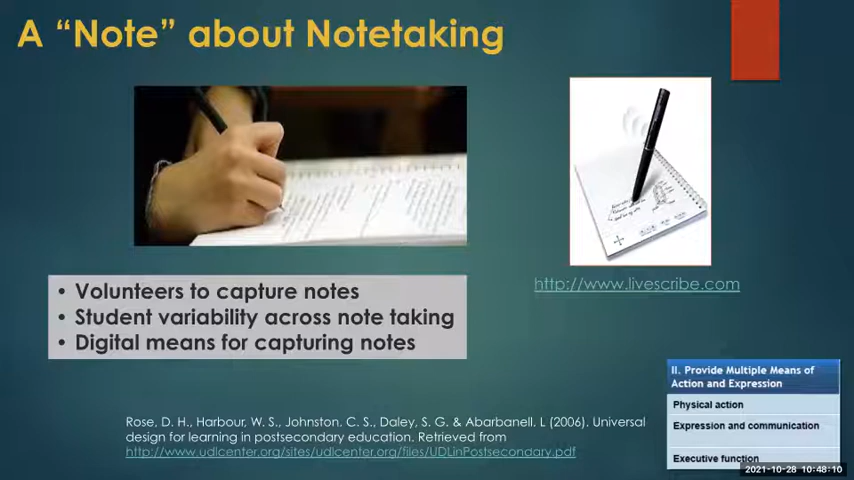 A “Note” about Notetaking
• Volunteers to capture notes
• Student variability across note taking
• Digital means for capturing notes
http://www.livescribe.com
Rose, D. H., Harbour, W. S., Johnston. C. S., Daley, S. G. & Abarbanell. L (2006). Universal
design for learning in postsecondary education. Retrieved from
http://www.udlcenter.org/sites/udlcenter.org/files/UDLinPostsecondary.pdf
II. Provide Multiple Means of
Action and Expression
Physical action
Expression and communication
Executive function
2021-10-28 10:48:10